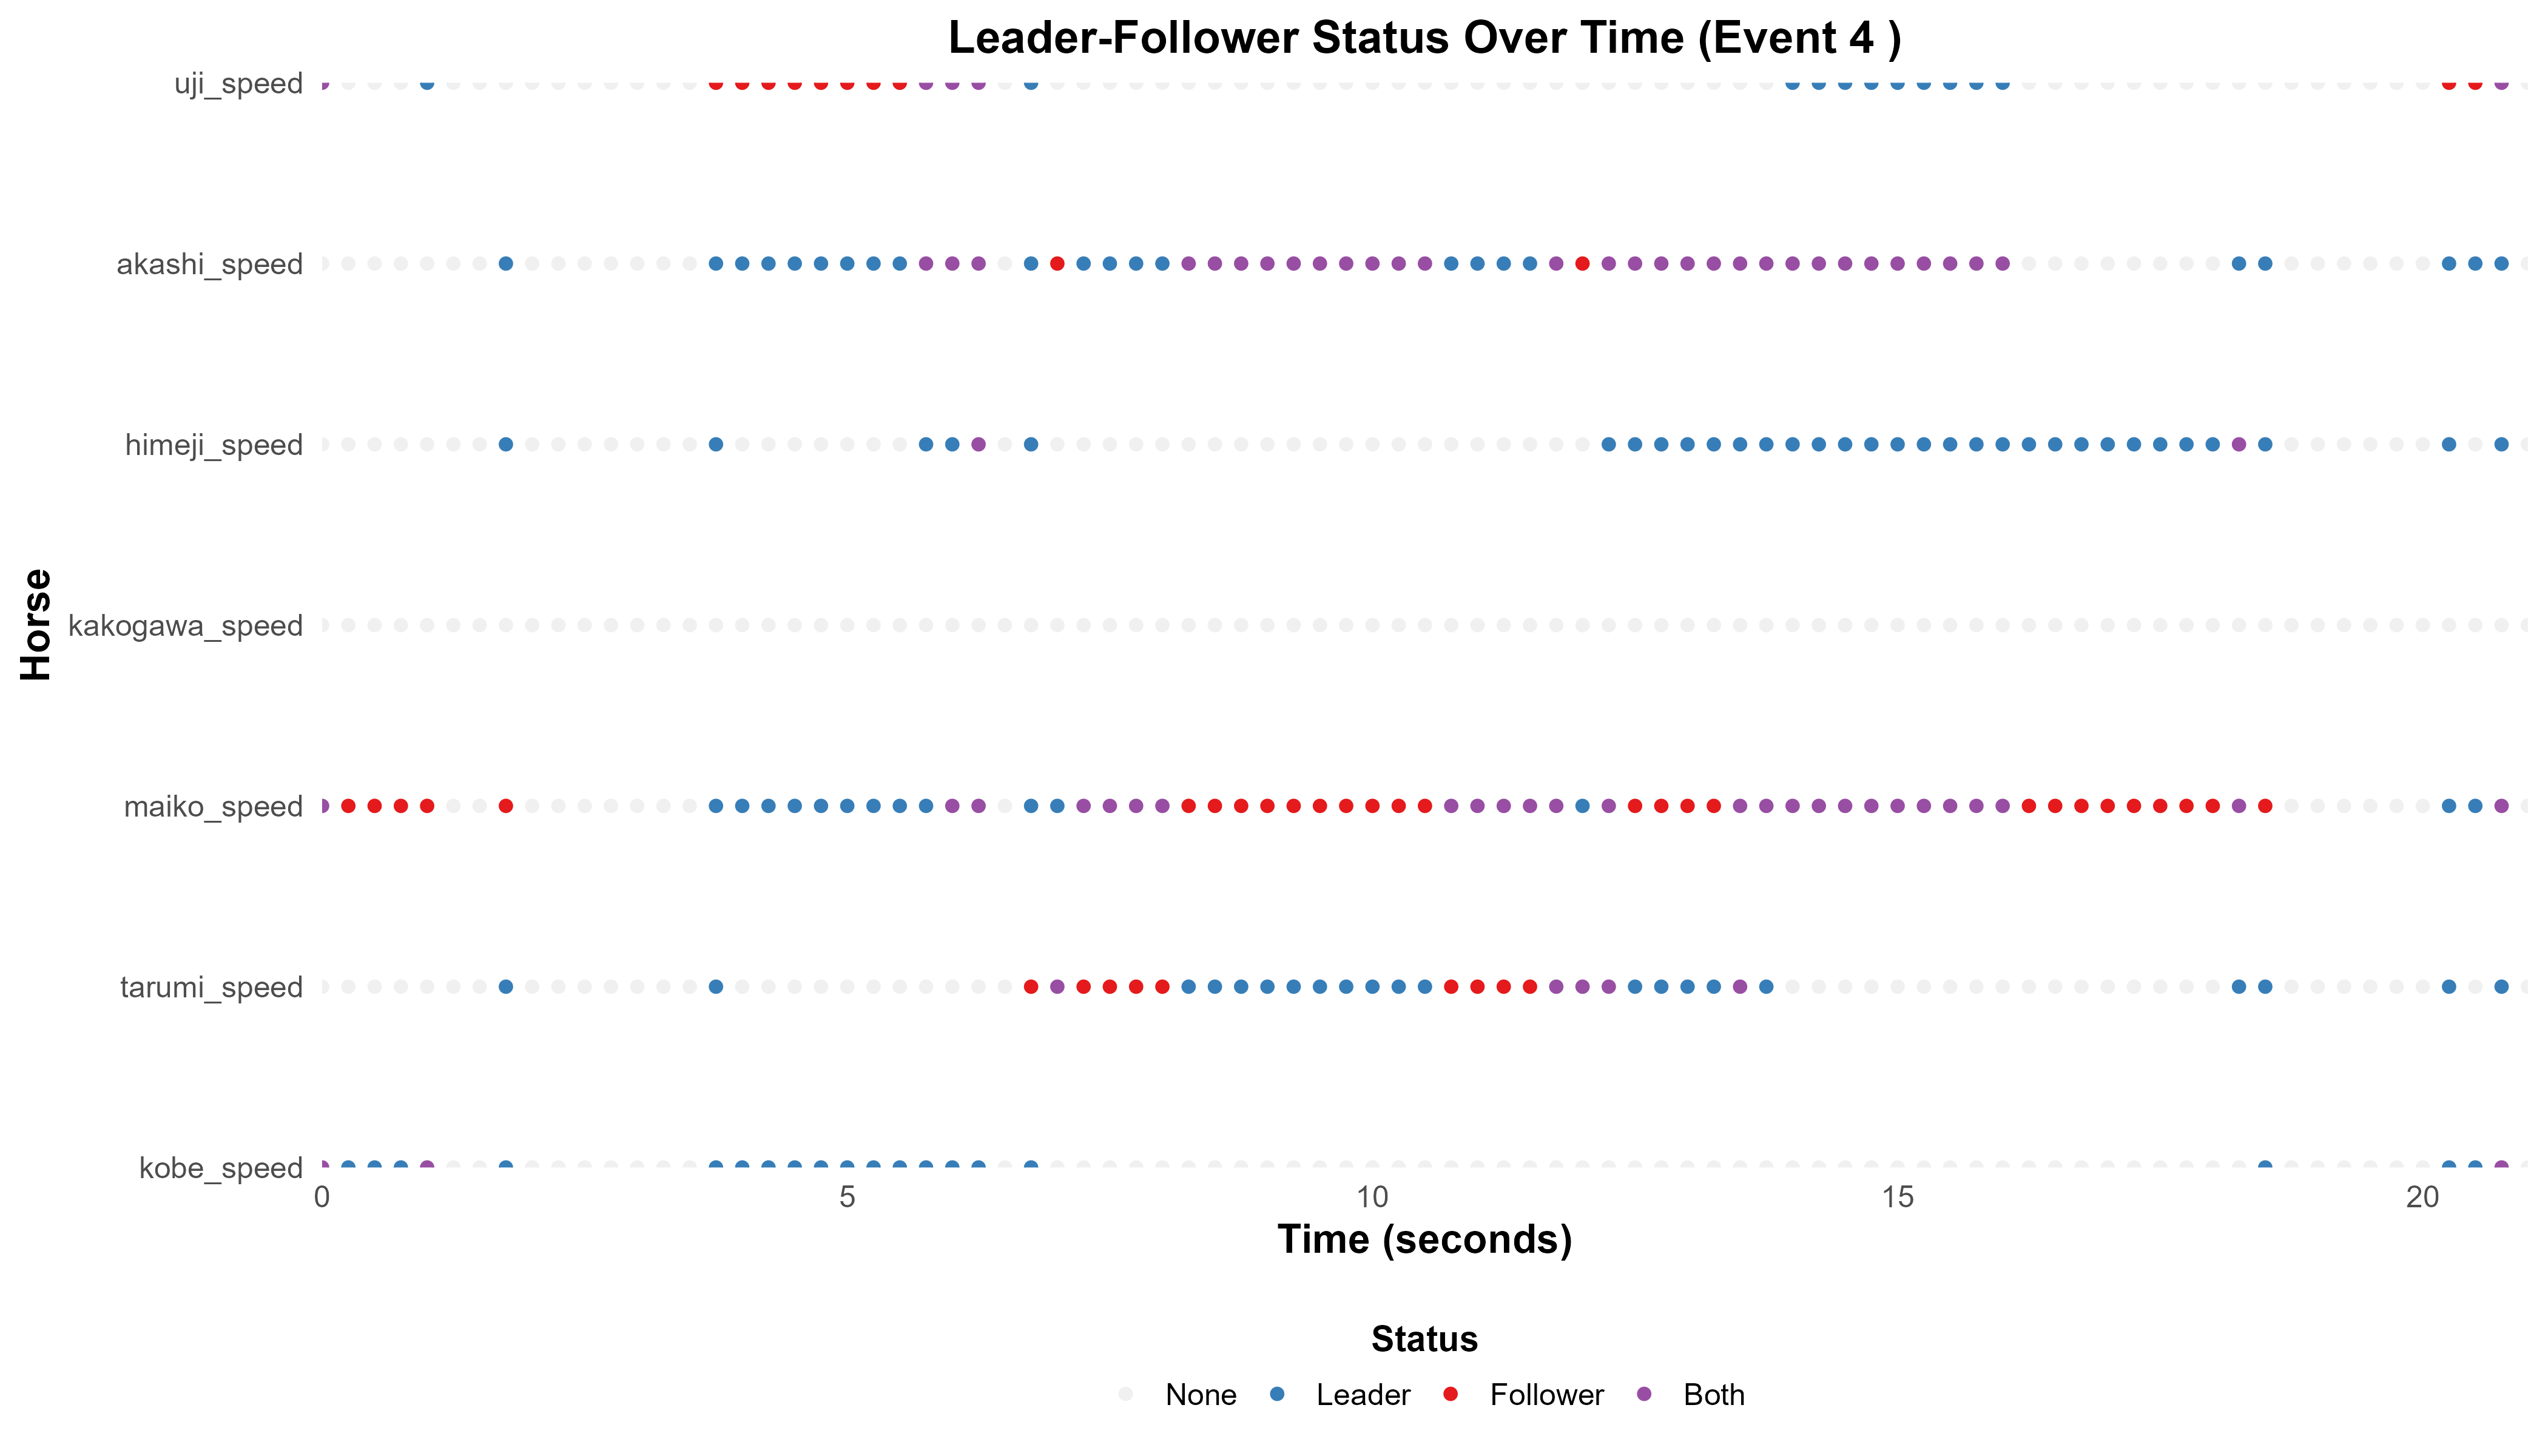 Leader-Follower Status Over Time (Event 4 )
uji_speed
akashi_speed
himeji_speed
Horse
kakogawa_speed
maiko_speed
tarumi_speed
kobe_speed
0 5 10 15 20
Time (seconds)
Status
None Leader Follower Both